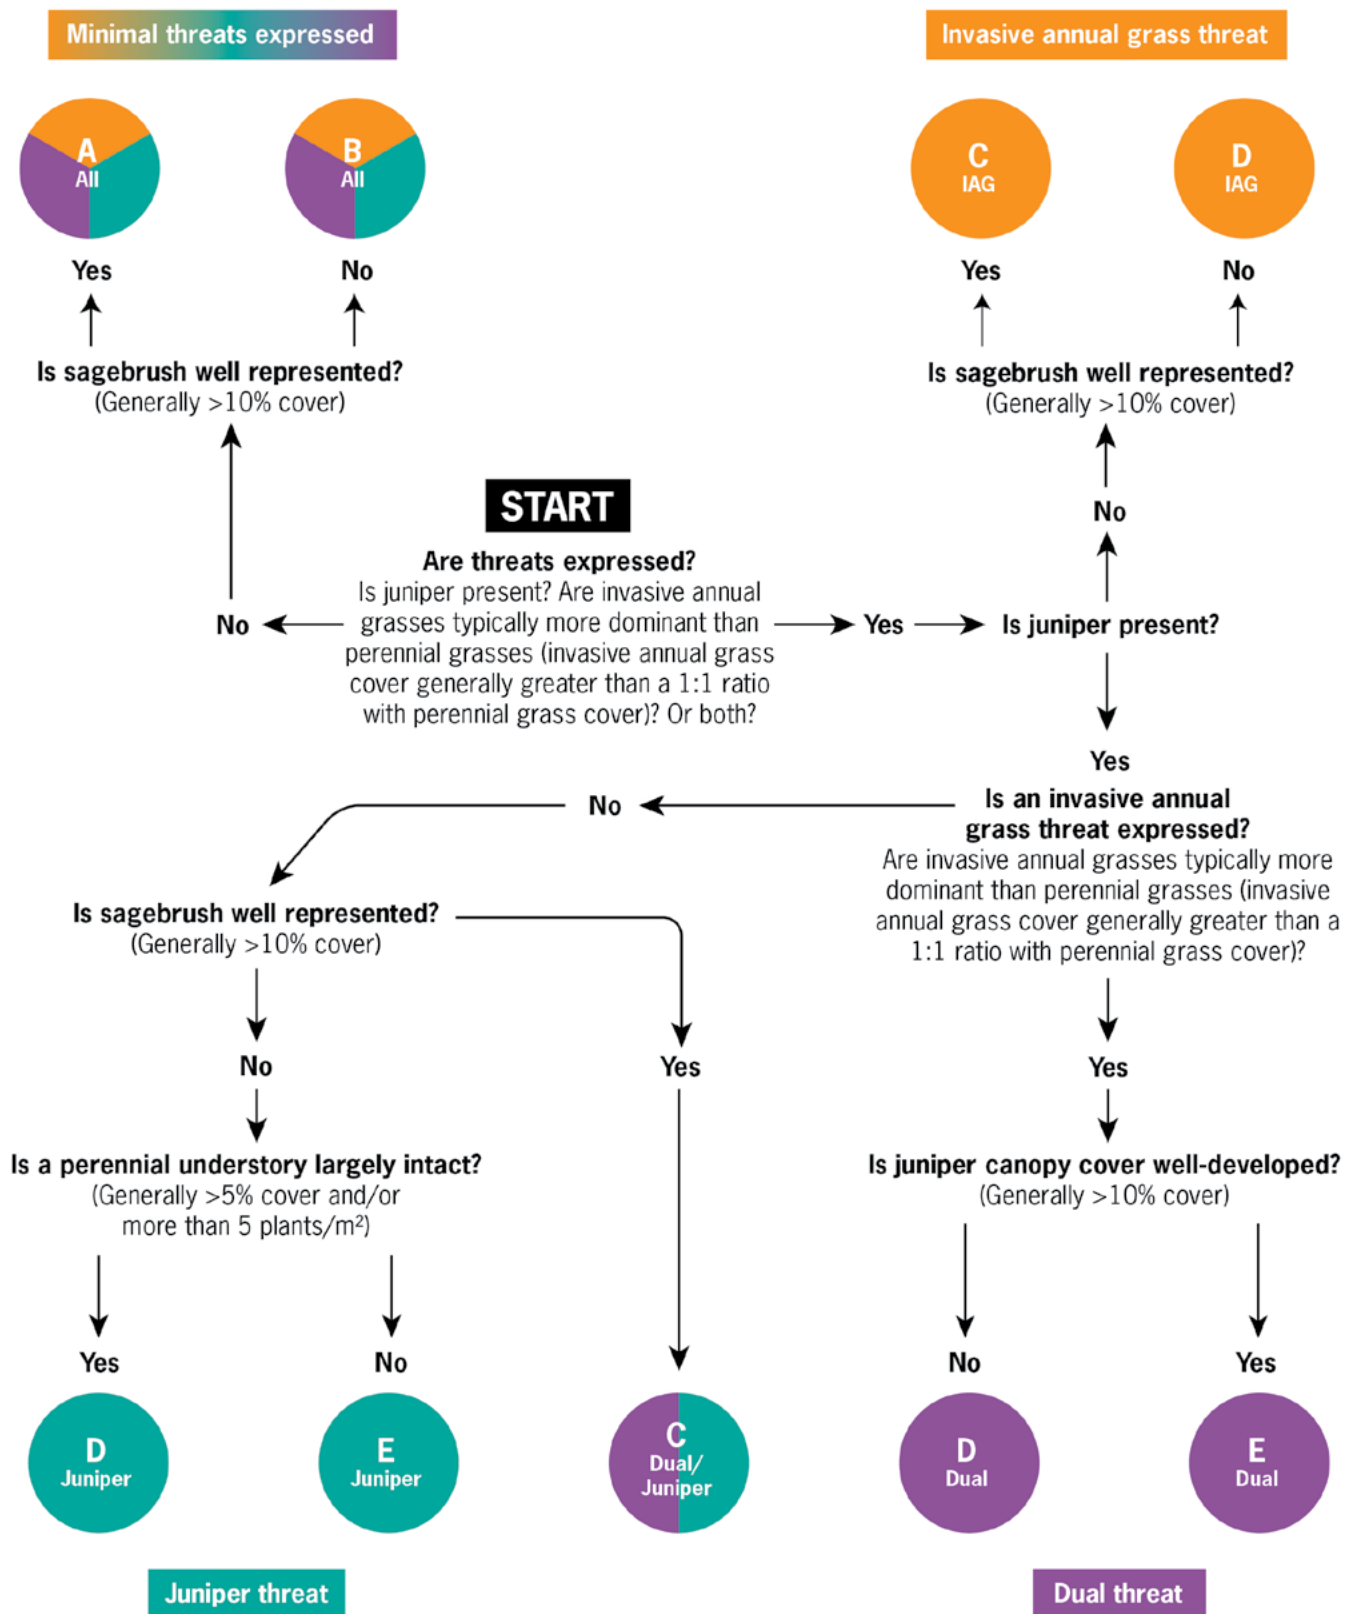 Minimal threats expressed
Invasive annual grass threat
A
All
B
All
C
IAG
D
IAG
Yes
No
Yes
No
Is sagebrush well represented?
(Generally >10% cover)
Is sagebrush well represented?
(Generally >10% cover)
No
START
Are threats expressed?
Is juniper present? Are invasive annual
grasses typically more dominant than
perennial grasses (invasive annual grass
cover generally greater than a 1:1 ratio
with perennial grass cover)? Or both?
No
Yes
Is juniper present?
Yes
No
Is an invasive annual
grass threat expressed?
Are invasive annual grasses typically more
dominant than perennial grasses (invasive
annual grass cover generally greater than a
1:1 ratio with perennial grass cover)?
Is sagebrush well represented?
(Generally >10% cover)
No
Yes
Yes
Is a perennial understory largely intact?
(Generally >5% cover and/or
more than 5 plants/m²)
Is juniper canopy cover well-developed?
(Generally >10% cover)
Yes
No
No
Yes
D
Juniper
E
Juniper
C
Dual/
Juniper
D
Dual
E
Dual
Juniper threat
Dual threat